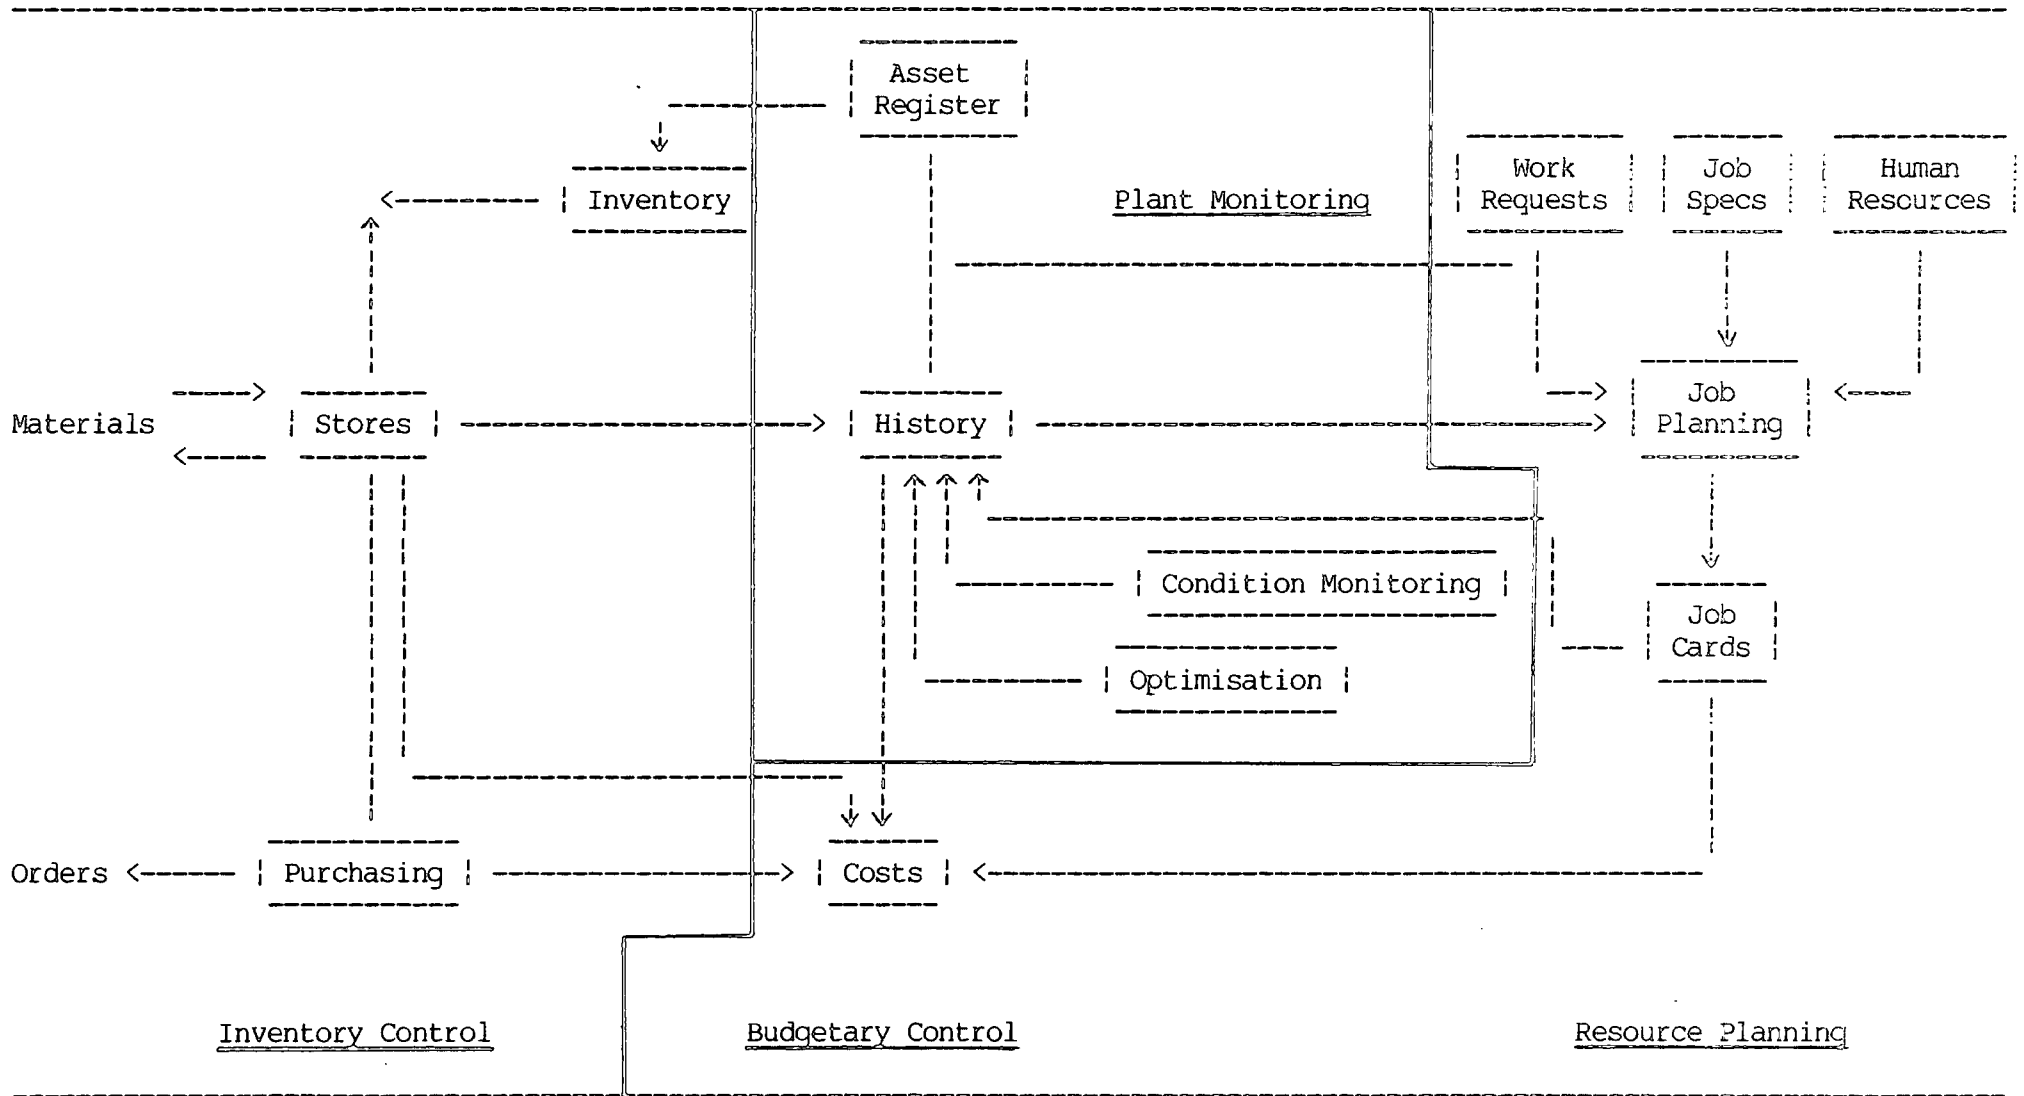 Asset
Register
Work
Requests
Job
Specs
Human
Resources
Inventory
Plant Monitoring
Materials
Stores
History
Job
Planning
Condition Monitoring
Job
Cards
Optimisation
Orders
Purchasing
Costs
Inventory Control
Budgetary Control
Resource Planning